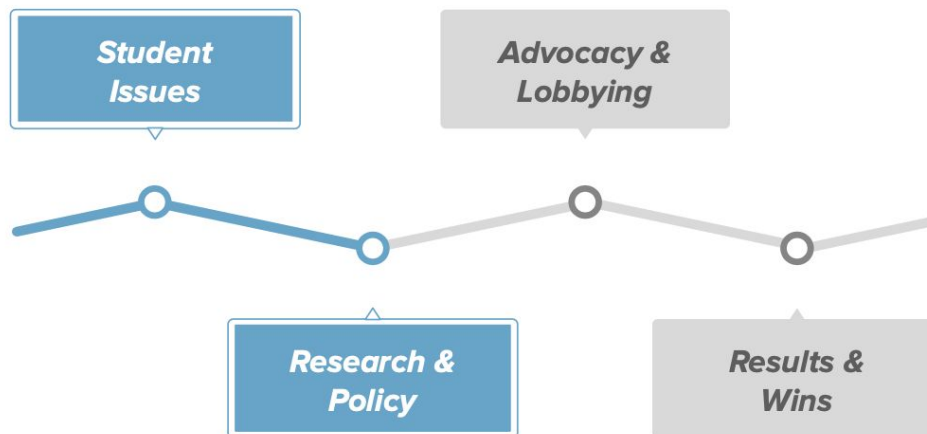 Student
Issues
Advocacy &
Lobbying
Research &
Policy
Results &
Wins